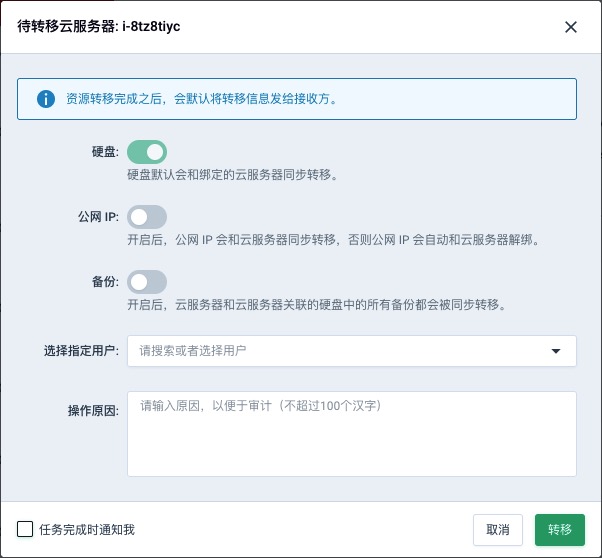 待转移云服务器: i-8tz8tiyc
资源转移完成之后，会默认将转移信息发给接收方。
硬盘:
硬盘默认会和绑定的云服务器同步转移。
公网 IP:
开启后，公网 IP 会和云服务器同步转移，否则公网 IP 会自动和云服务器解绑。
备份:
开启后，云服务器和云服务器关联的硬盘中的所有备份都会被同步转移。
选择指定用户: 请搜索或者选择用户
操作原因: 请输入原因，以便于审计（不超过100个汉字）
任务完成时通知我 取消 转移